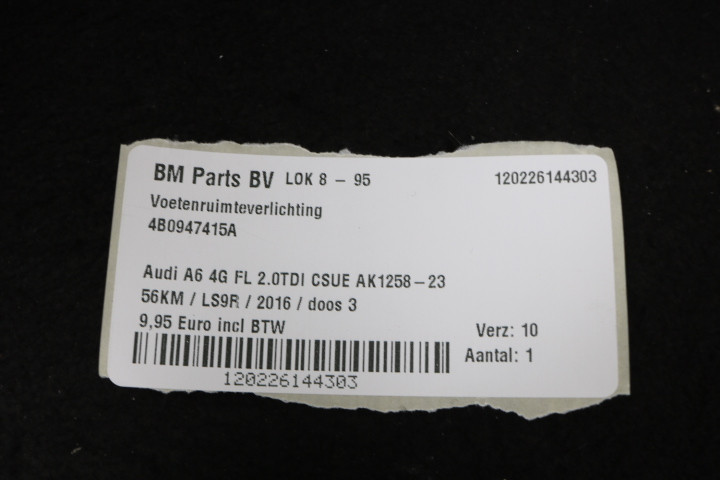 BM Parts BV LOK 8 - 95 120226144303
Voetenruimteverlichting
4B0947415A
Audi A6 4G FL 2.0TDI CSUE AK1258-23
56KM / LS9R / 2016 / doos 3
9,95 Euro incl BTW Verz: 10
Aantal: 1
120226144303